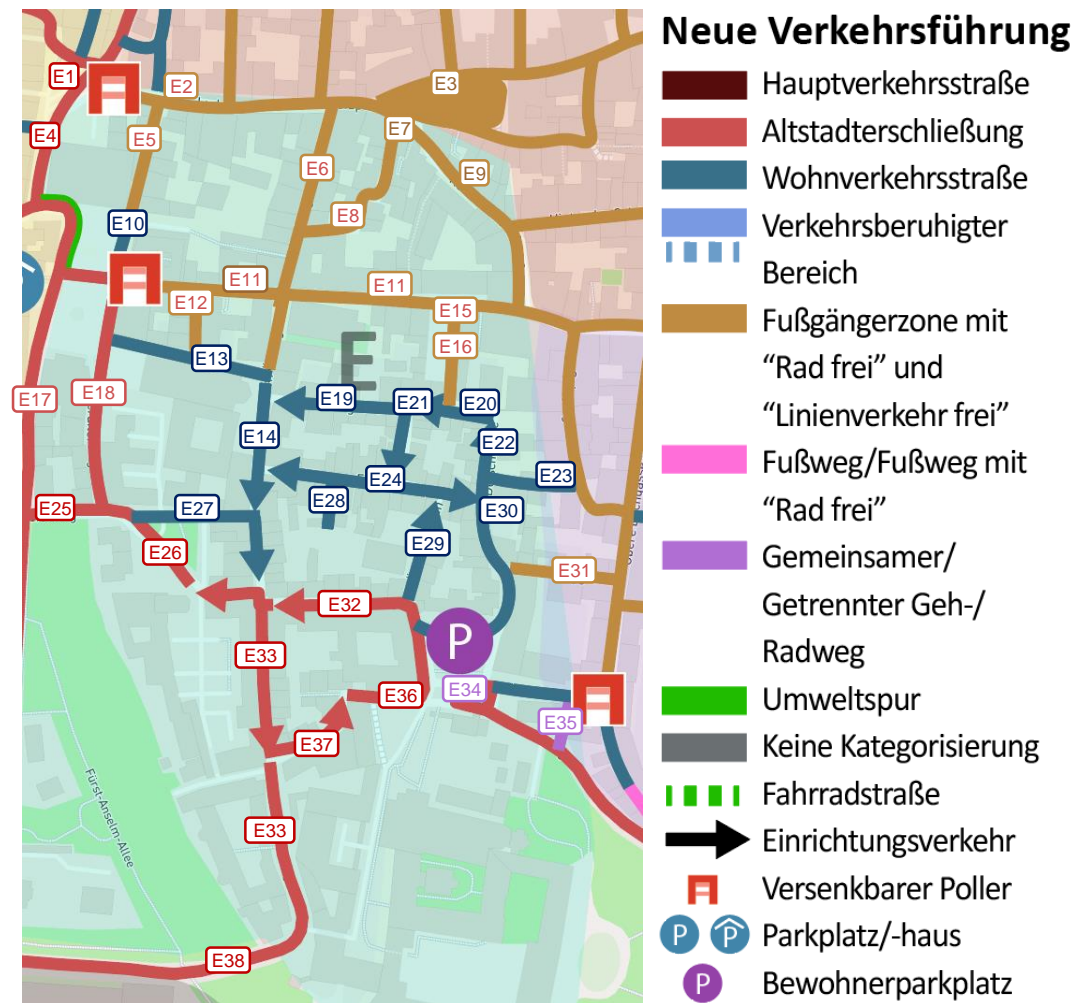 Neue Verkehrsführung
Hauptverkehrsstraße
Altstadterschließung
Wohnverkehrsstraße
Verkehrsberuhigter
Bereich
Fußgängerzone mit
“Rad frei” und
“Linienverkehr frei”
Fußweg/Fußweg mit
“Rad frei”
Gemeinsamer/
Getrennter Geh-/
Radweg
Umweltspur
Keine Kategorisierung
Fahrradstraße
Einrichtungsverkehr
Versenkbarer Poller
P P Parkplatz/-haus
P Bewohnerparkplatz
E1
E2
E3
E4
E5
E6
E7
E8
E9
E10
E11
E11
E12
E13
E14
E15
E16
E
E17
E18
E19
E20
E21
E22
E23
E24
E25
E26
E27
E28
E29
E30
E31
E32
E33
P
E34
E35
E36
E37
E33
E38
Fürst-Anselm-Allee